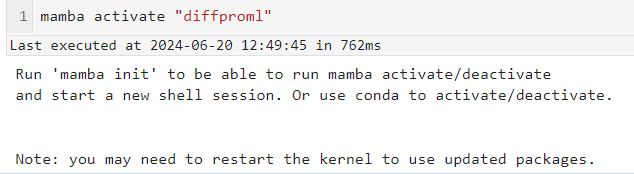 1 mamba activate "diffproml"
Last executed at 2024-06-20 12:49:45 in 762ms
Run 'mamba init' to be able to run mamba activate/deactivate
and start a new shell session. Or use conda to activate/deactivate.
Note: you may need to restart the kernel to use updated packages.